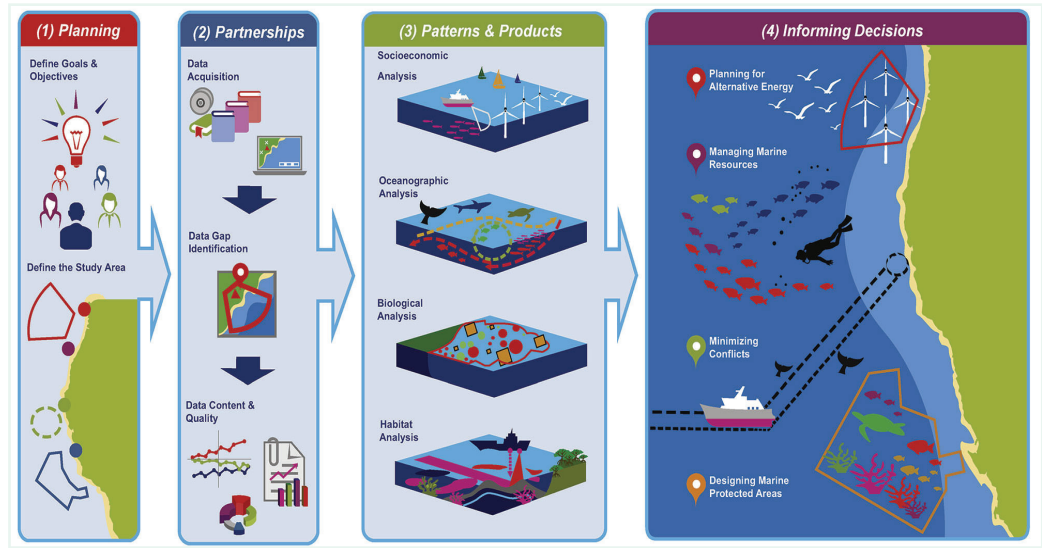 (1) Planning
Define Goals &
Objectives
Define the Study Area
(2) Partnerships
Data
Acquisition
Data Gap
Identification
Data Content &
Quality
(3) Patterns & Products
Socioeconomic
Analysis
Oceanographic
Analysis
Biological
Analysis
Habitat
Analysis
(4) Informing Decisions
Planning for
Alternative Energy
Managing Marine
Resources
Minimizing
Conflicts
Designing Marine
Protected Areas